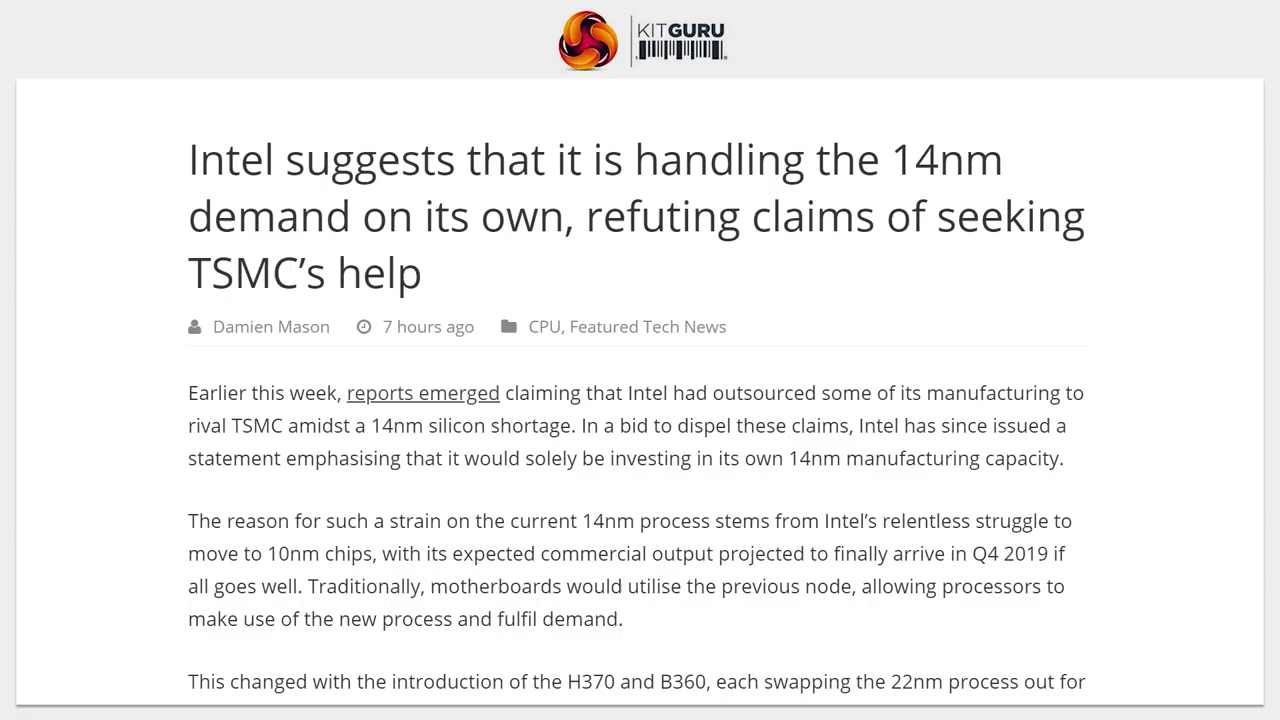 KITGURU
Intel suggests that it is handling the 14nm
demand on its own, refuting claims of seeking
TSMC’s help
Damien Mason 7 hours ago CPU, Featured Tech News
Earlier this week, reports emerged claiming that Intel had outsourced some of its manufacturing to
rival TSMC amidst a 14nm silicon shortage. In a bid to dispel these claims, Intel has since issued a
statement emphasising that it would solely be investing in its own 14nm manufacturing capacity.
The reason for such a strain on the current 14nm process stems from Intel’s relentless struggle to
move to 10nm chips, with its expected commercial output projected to finally arrive in Q4 2019 if
all goes well. Traditionally, motherboards would utilise the previous node, allowing processors to
make use of the new process and fulfil demand.
This changed with the introduction of the H370 and B360, each swapping the 22nm process out for